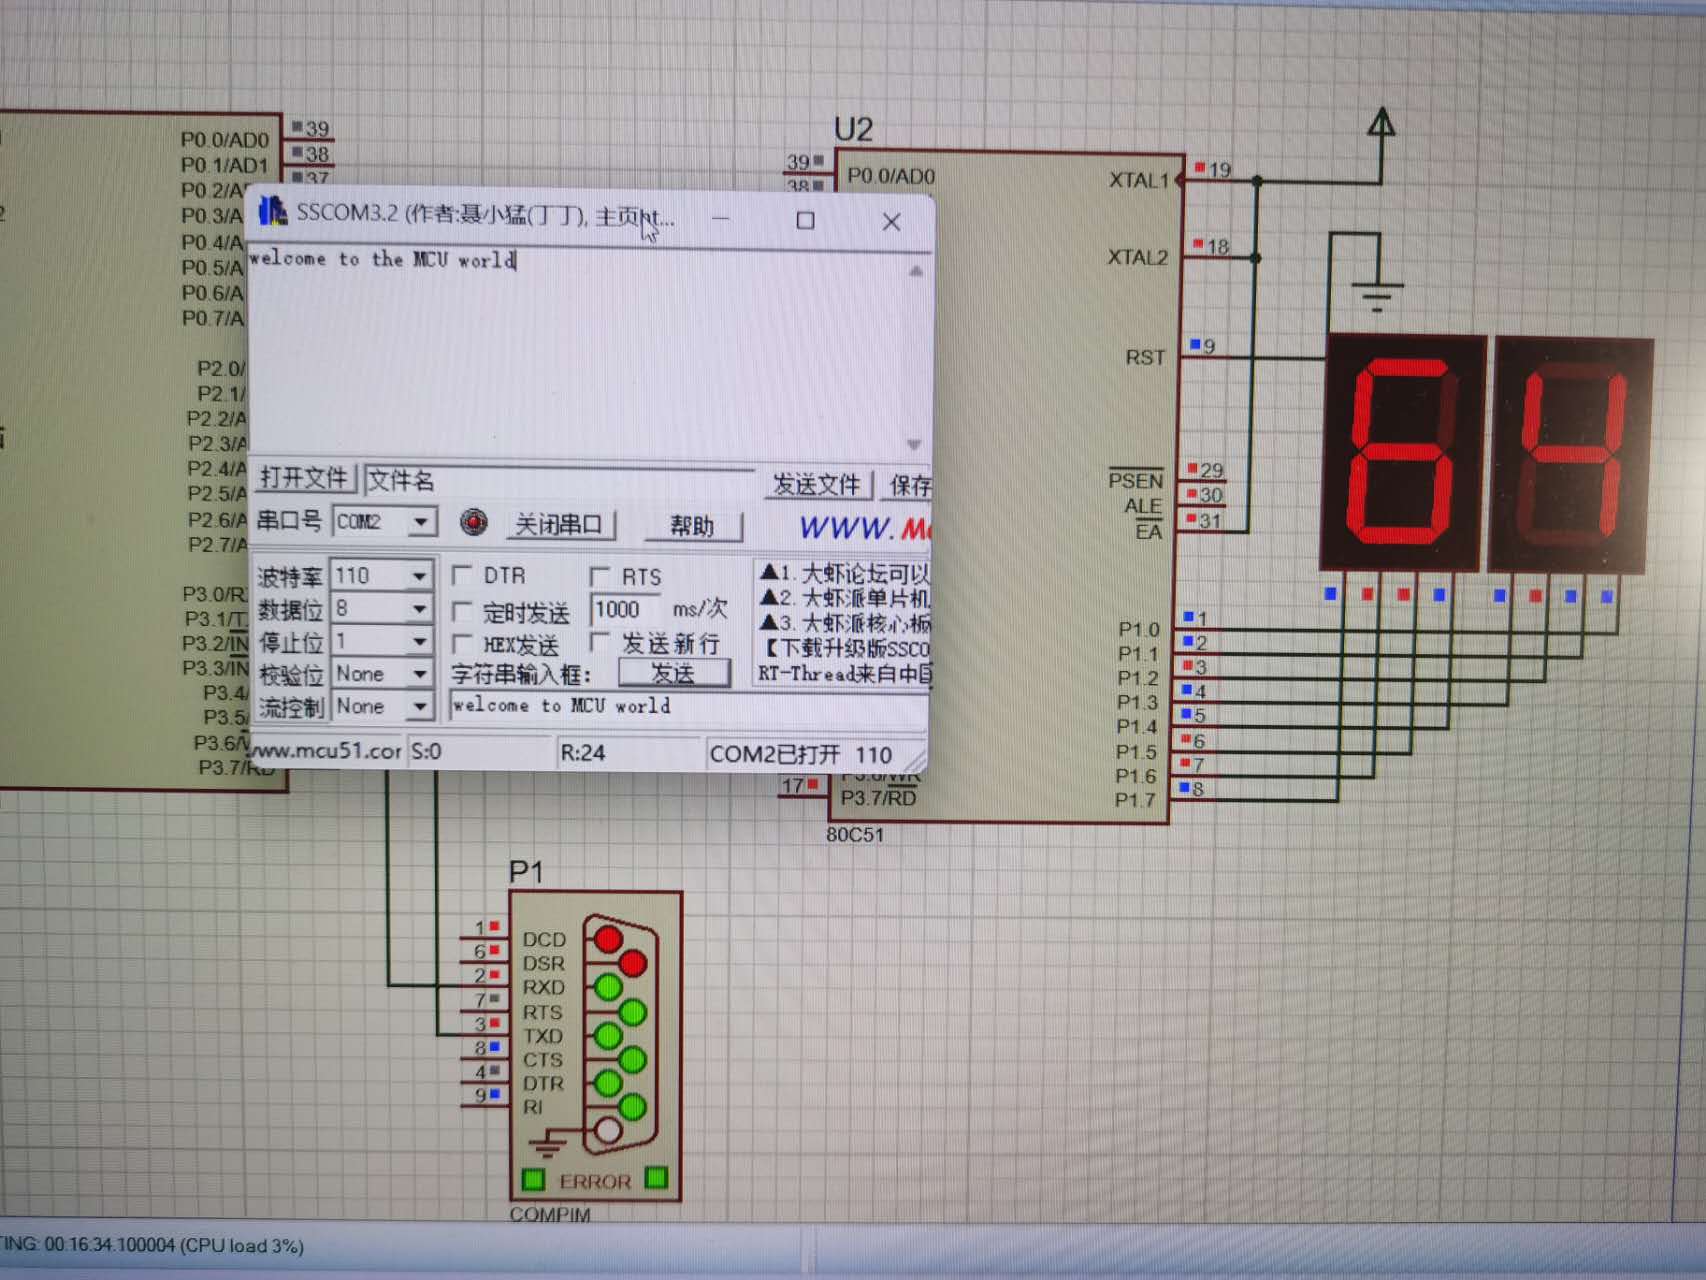 P0.0/AD0
P0.1/AD1
P0.2/A
P0.3/A
P0.4/A
P0.5/A
P0.6/A
P0.7/A
P2.0/
P2.1/
P2.2/A
P2.3/A
P2.4/A
P2.5/A
P2.6/A
P2.7/A
P3.0/R
P3.1/T
P3.2/IN
P3.3/IN
P3.4/
P3.5/
P3.6/
P3.7/RD
39
38
37
SSCOM3.2 (作者:聂小猛(丁丁), 主页ht...
welcome to the MCU world
打开文件 文件名 发送文件 保存
串口号 COM2 关闭串口 帮助 WWW.M
波特率 110 DTR RTS
数据位 8 定时发送 1000 ms/次
停止位 1 HEX发送 发送新行
校验位 None 字符串输入框: 发送
流控制 None welcome to MCU world
▲1. 大虾论坛可以
▲2. 大虾派单片机
▲3. 大虾派核心板
【下载升级版SSCO
RT-Thread来自中国
www.mcu51.cor S:0 R:24 COM2已打开 110
U2
39
38
P0.0/AD0
17
P3.6/WR
P3.7/RD
80C51
XTAL1 19
XTAL2 18
RST 9
PSEN 29
ALE 30
EA 31
P1.0 1
P1.1 2
P1.2 3
P1.3 4
P1.4 5
P1.5 6
P1.6 7
P1.7 8
64
P1
1 DCD
6 DSR
2 RXD
7 RTS
3 TXD
8 CTS
4 DTR
9 RI
ERROR
COMPIM
TING: 00:16:34.100004 (CPU load 3%)